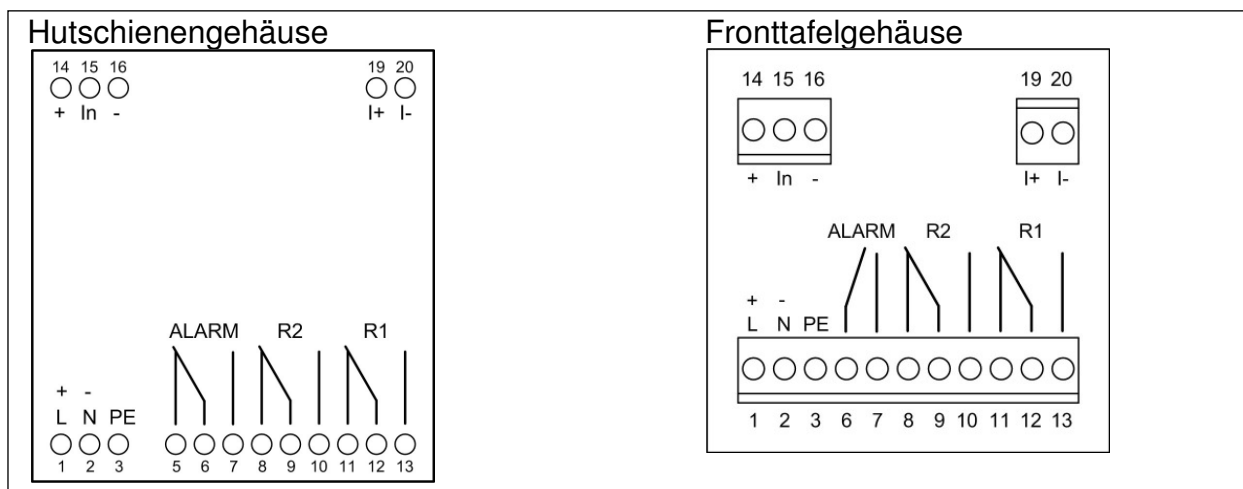 Hutschienengehäuse
14 15 16 19 20
+ In - I+ I-
ALARM R2 R1
+ -
L N PE
1 2 3 5 6 7 8 9 10 11 12 13
Fronttafelgehäuse
14 15 16 19 20
+ In - I+ I-
ALARM R2 R1
+ -
L N PE
1 2 3 6 7 8 9 10 11 12 13